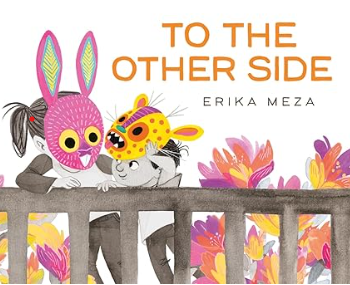 TO THE
OTHER SIDE
ERIKA MEZA